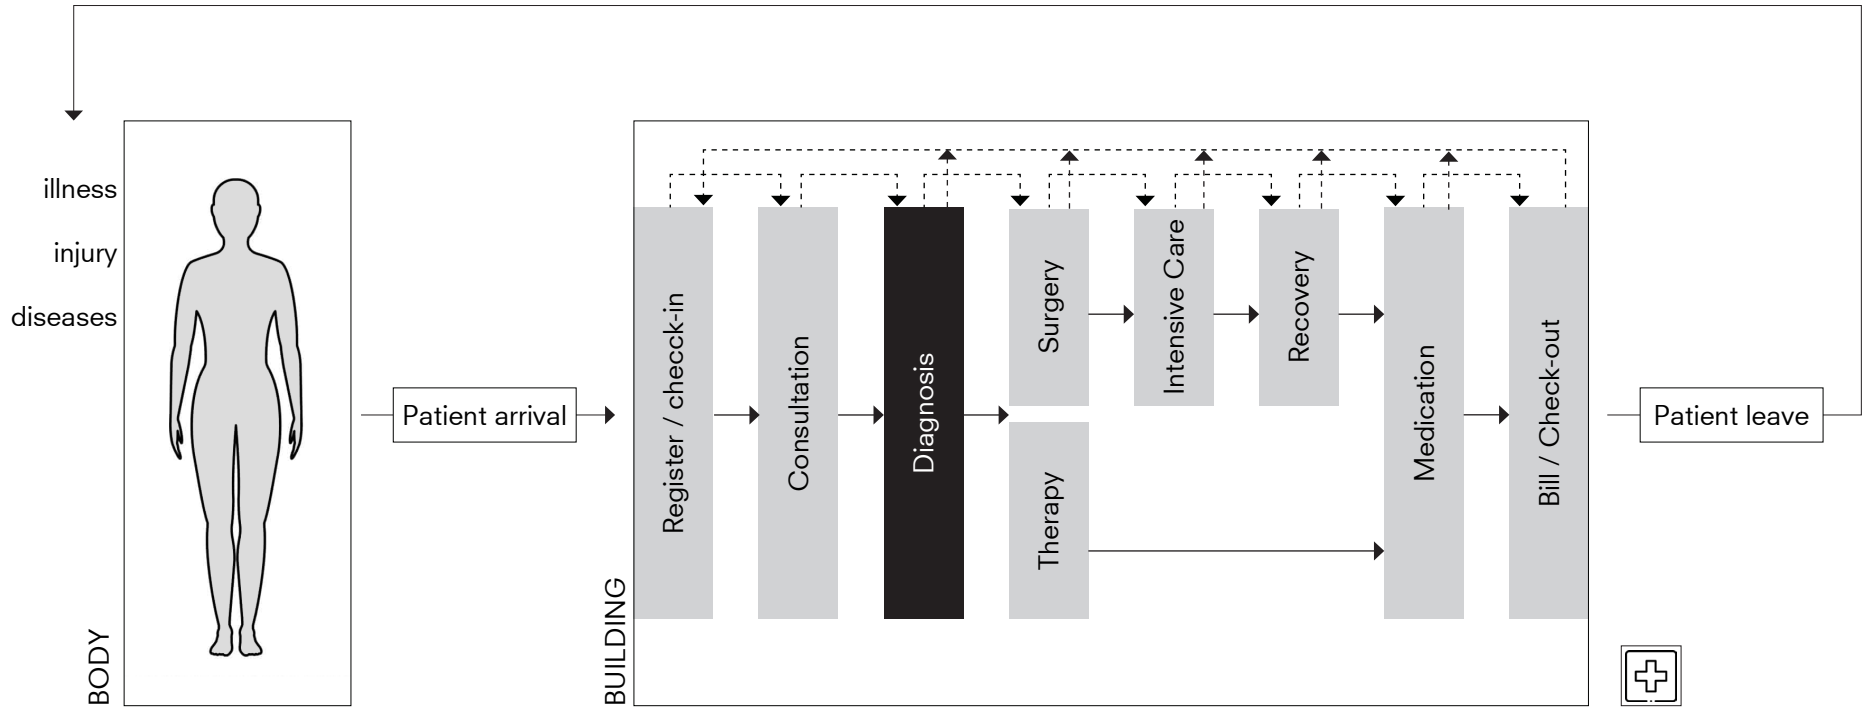 illness
injury
diseases
BODY
Patient arrival
BUILDING
Register / checck-in
Consultation
Diagnosis
Surgery
Therapy
Intensive Care
Recovery
Medication
Bill / Check-out
Patient leave